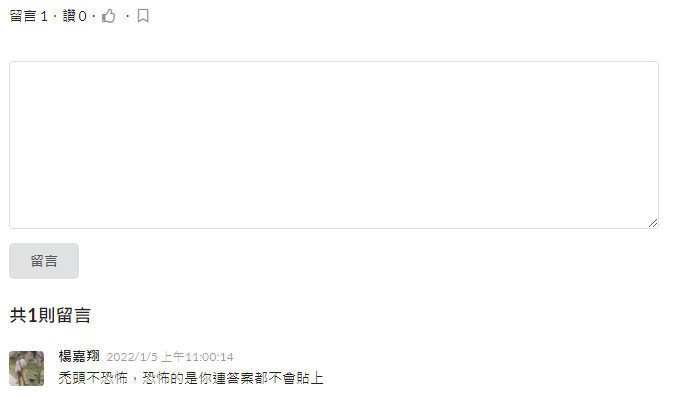 留言 1 · 讚 0 · ·
留言
共1則留言
楊嘉翔 2022/1/5 上午11:00:14
禿頭不恐怖，恐怖的是你連答案都不會貼上